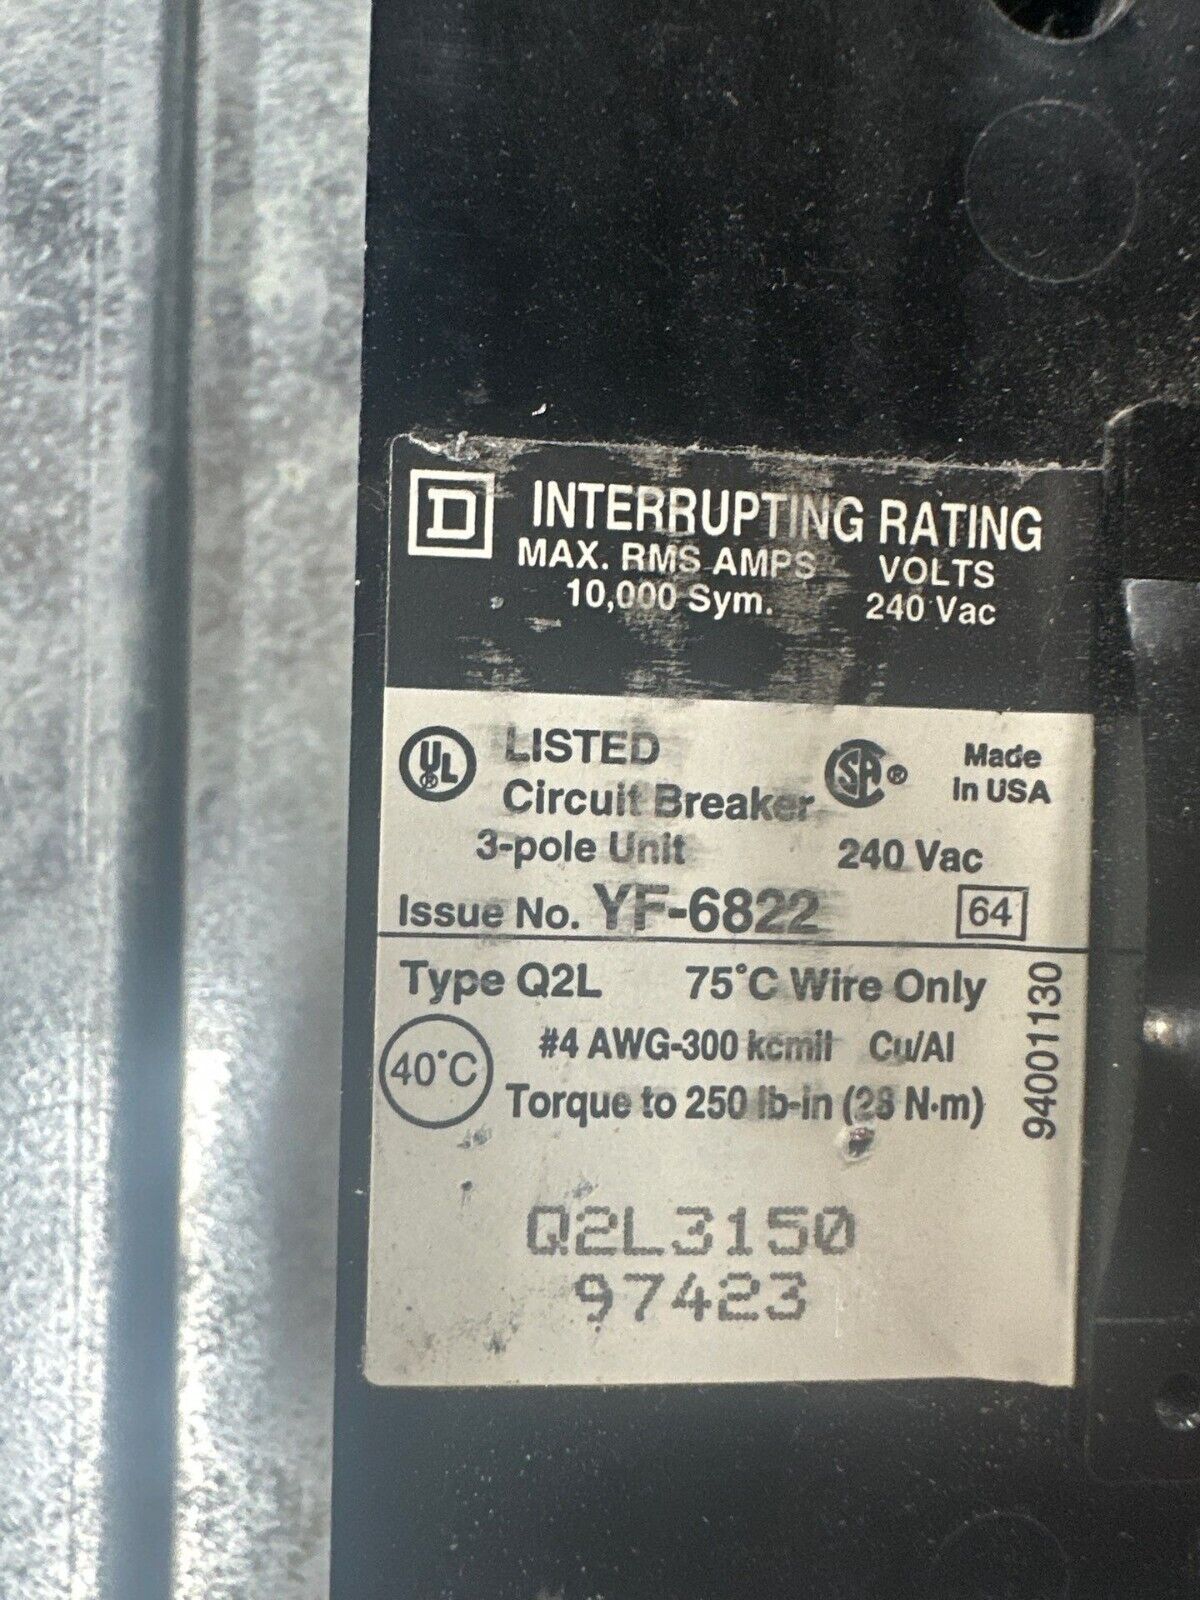 D INTERRUPTING RATING
MAX. RMS AMPS VOLTS
10,000 Sym. 240 Vac
UL® LISTED
Circuit Breaker
SA®
Made
In USA
3-pole Unit 240 Vac
Issue No. YF-6822 64
Type Q2L 75°C Wire Only
40°C
#4 AWG-300 kcmil Cu/Al
Torque to 250 lb-in (28 N·m)
94001130
Q2L3150
97423